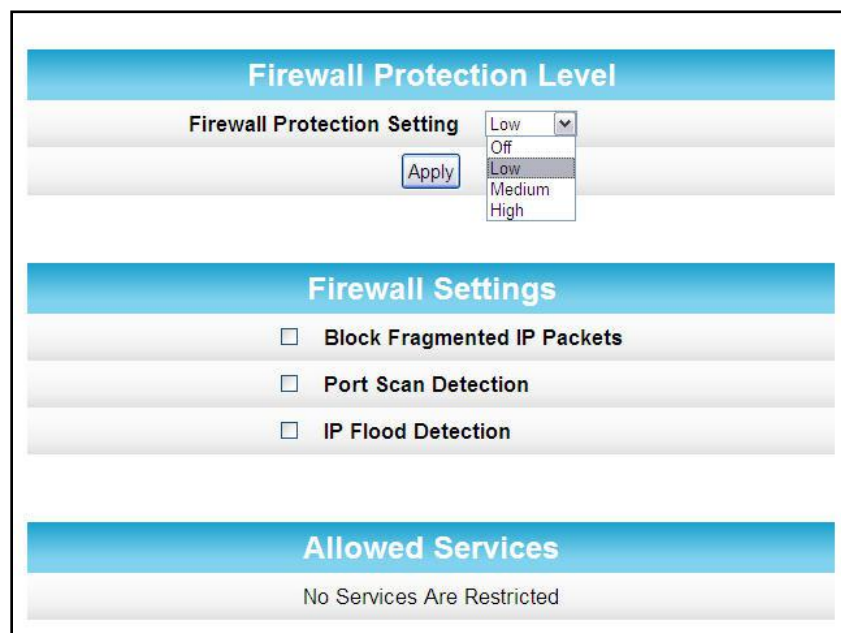 Firewall Protection Level
Firewall Protection Setting Low
Off
Low
Medium
High
Apply
Firewall Settings
Block Fragmented IP Packets
Port Scan Detection
IP Flood Detection
Allowed Services
No Services Are Restricted